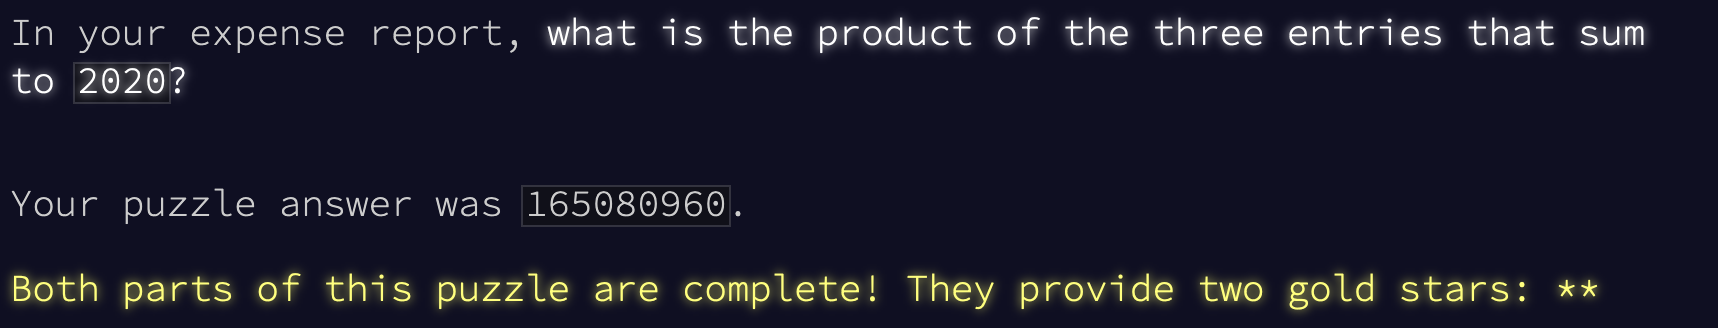 In your expense report, what is the product of the three entries that sum
to 2020?
Your puzzle answer was 165080960.
Both parts of this puzzle are complete! They provide two gold stars: **